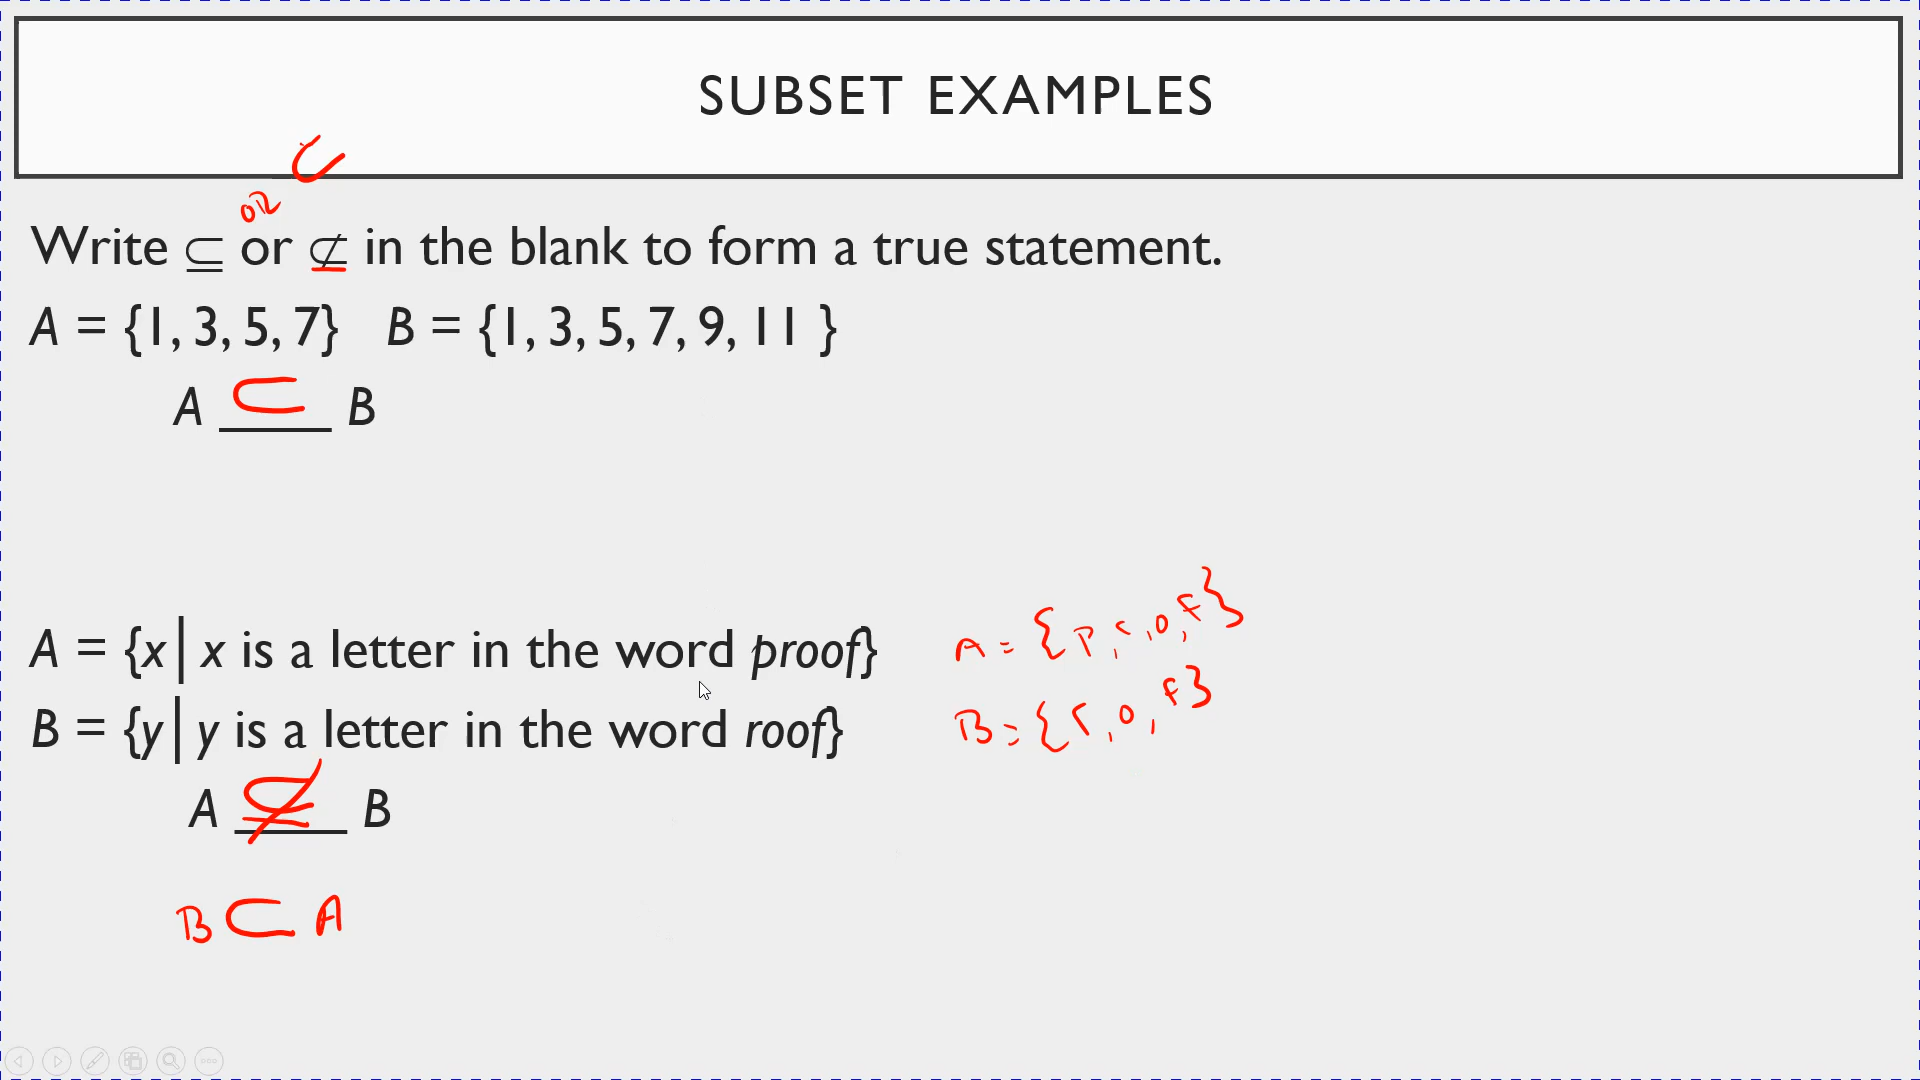 SUBSET EXAMPLES
or ⊂
Write ⊆ or ⊄ in the blank to form a true statement.
A = {1, 3, 5, 7} B = {1, 3, 5, 7, 9, 11 }
A ⊂ B
A = {x| x is a letter in the word proof} A = {P, r, o, f}
B = {y| y is a letter in the word roof} B = {r, o, f}
A ⊈ B
B ⊂ A